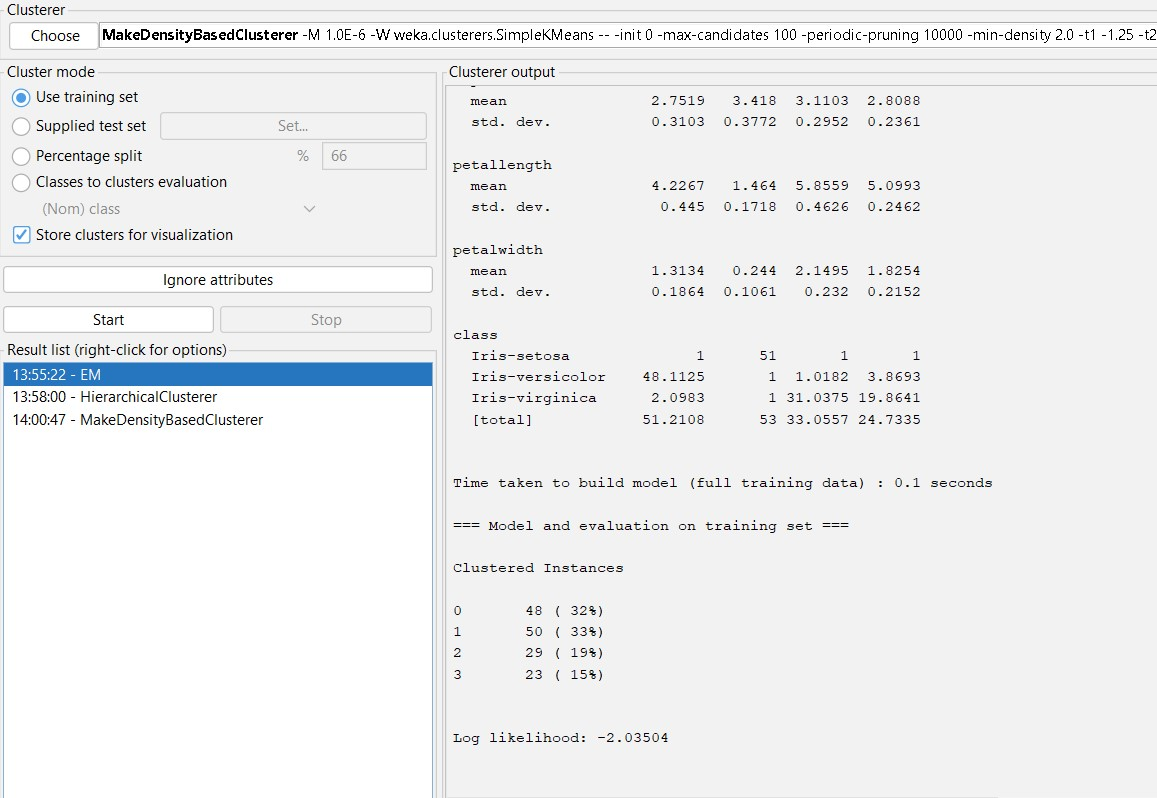 Clusterer
Choose MakeDensityBasedClusterer -M 1.0E-6 -W weka.clusterers.SimpleKMeans -- -init 0 -max-candidates 100 -periodic-pruning 10000 -min-density 2.0 -t1 -1.25 -t2
Cluster mode
Use training set
Supplied test set Set...
Percentage split % 66
Classes to clusters evaluation
(Nom) class
Store clusters for visualization
Ignore attributes
Start Stop
Result list (right-click for options)
13:55:22 - EM
13:58:00 - HierarchicalClusterer
14:00:47 - MakeDensityBasedClusterer
Clusterer output
mean 2.7519 3.418 3.1103 2.8088
std. dev. 0.3103 0.3772 0.2952 0.2361
petallength
mean 4.2267 1.464 5.8559 5.0993
std. dev. 0.445 0.1718 0.4626 0.2462
petalwidth
mean 1.3134 0.244 2.1495 1.8254
std. dev. 0.1864 0.1061 0.232 0.2152
class
Iris-setosa 1 51 1 1
Iris-versicolor 48.1125 1 1.0182 3.8693
Iris-virginica 2.0983 1 31.0375 19.8641
[total] 51.2108 53 33.0557 24.7335
Time taken to build model (full training data) : 0.1 seconds
=== Model and evaluation on training set ===
Clustered Instances
0 48 ( 32%)
1 50 ( 33%)
2 29 ( 19%)
3 23 ( 15%)
Log likelihood: -2.03504